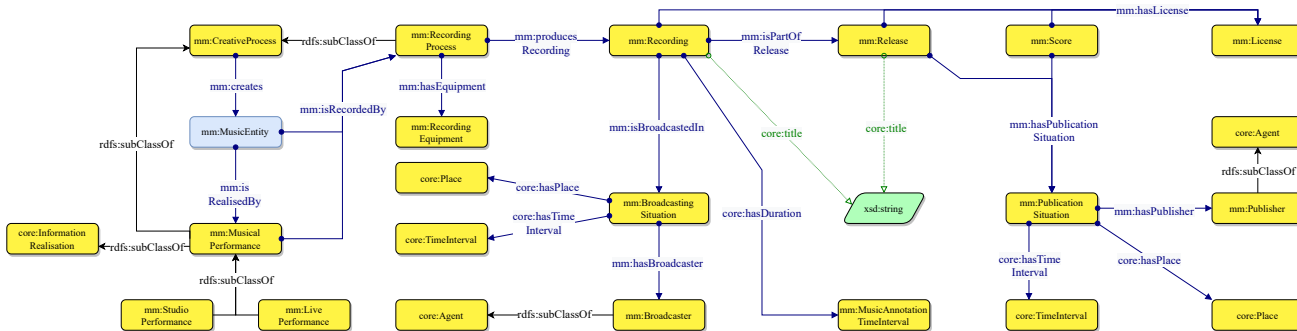 mm:hasLicense
mm:CreativeProcess
rdfs:subClassOf
mm:Recording
Process
mm:produces
Recording
mm:Recording
mm:isPartOf
Release
mm:Release
mm:Score
mm:License
mm:creates
mm:hasEquipment
mm:isRecordedBy
mm:MusicEntity
mm:Recording
Equipment
mm:isBroadcastedIn
core:title
core:title
mm:hasPublication
Situation
core:Agent
rdfs:subClassOf
rdfs:subClassOf
mm:is
RealisedBy
core:Place
core:hasPlace
mm:Broadcasting
Situation
xsd:string
mm:Publication
Situation
mm:hasPublisher
mm:Publisher
core:hasTime
Interval
core:hasDuration
core:Information
Realisation
rdfs:subClassOf
mm:Musical
Performance
core:TimeInterval
mm:hasBroadcaster
core:hasTime
Interval
core:hasPlace
rdfs:subClassOf
mm:Studio
Performance
mm:Live
Performance
core:Agent
rdfs:subClassOf
mm:Broadcaster
mm:MusicAnnotation
TimeInterval
core:TimeInterval
core:Place